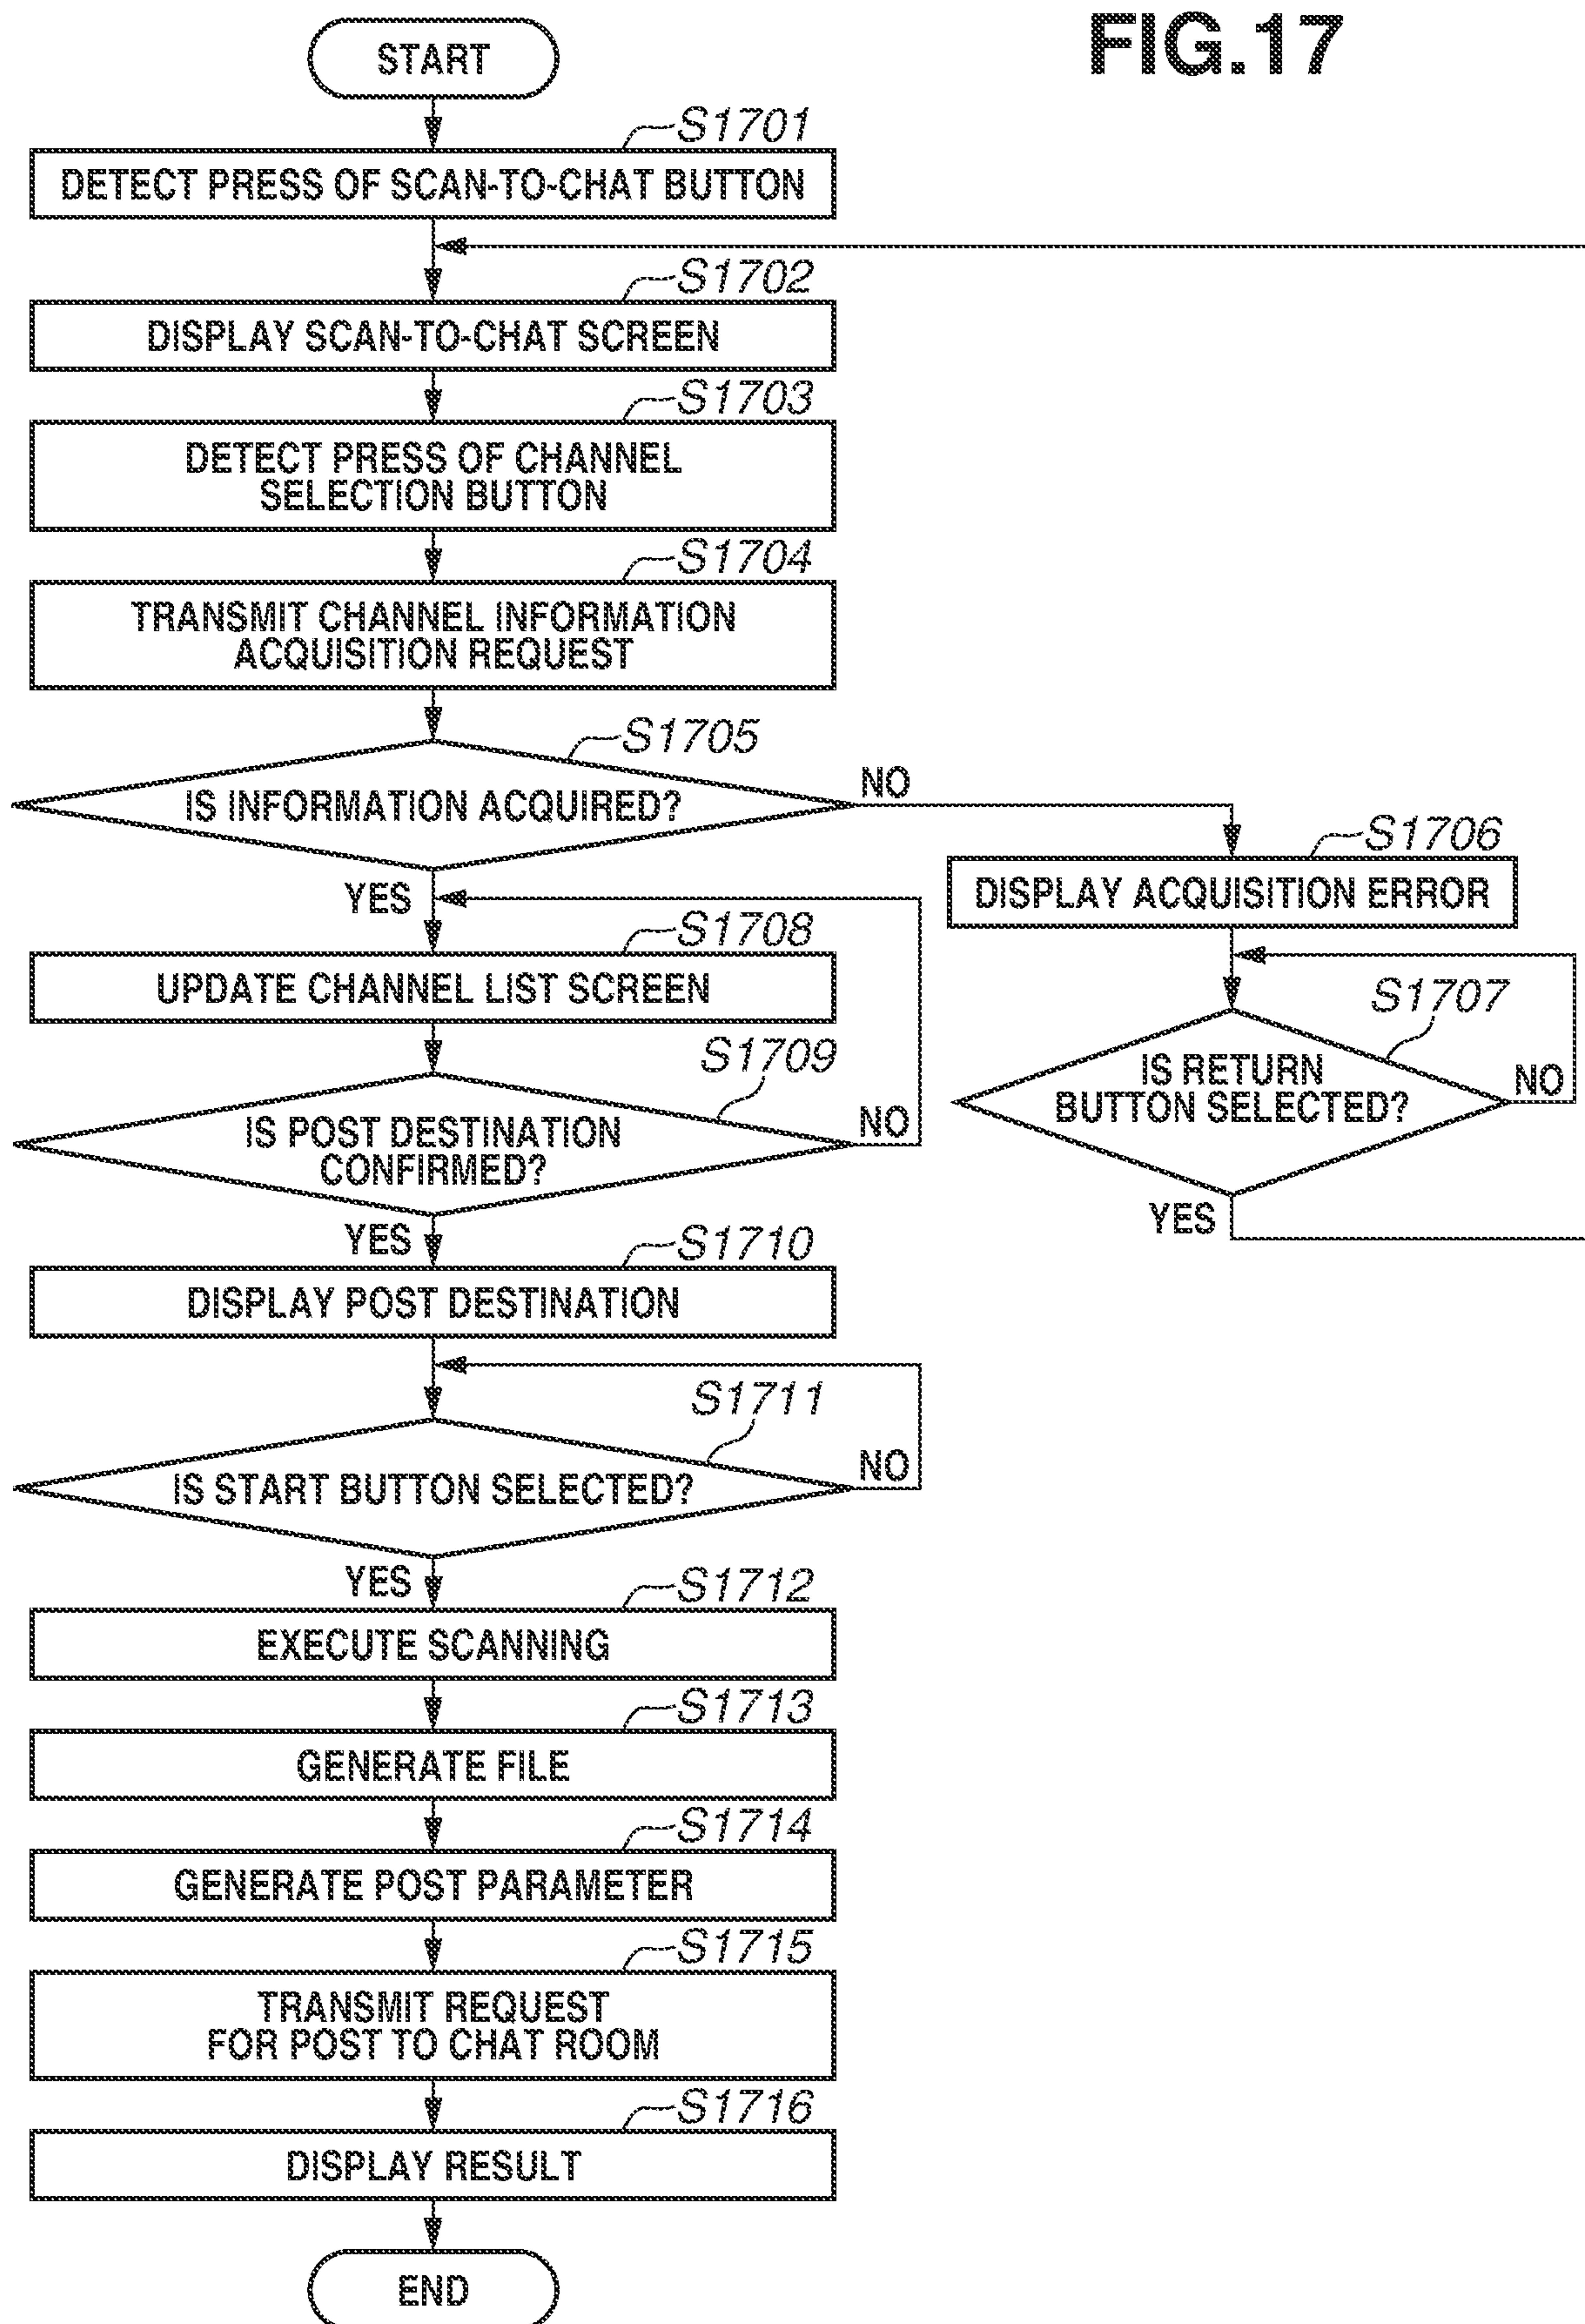 FIG.17
START
S1701
DETECT PRESS OF SCAN-TO-CHAT BUTTON
S1702
DISPLAY SCAN-TO-CHAT SCREEN
S1703
DETECT PRESS OF CHANNEL
SELECTION BUTTON
S1704
TRANSMIT CHANNEL INFORMATION
ACQUISITION REQUEST
S1705
IS INFORMATION ACQUIRED?
NO
YES
S1706
DISPLAY ACQUISITION ERROR
S1707
IS RETURN
BUTTON SELECTED?
NO
YES
S1708
UPDATE CHANNEL LIST SCREEN
S1709
IS POST DESTINATION
CONFIRMED?
NO
YES
S1710
DISPLAY POST DESTINATION
S1711
IS START BUTTON SELECTED?
NO
YES
S1712
EXECUTE SCANNING
S1713
GENERATE FILE
S1714
GENERATE POST PARAMETER
S1715
TRANSMIT REQUEST
FOR POST TO CHAT ROOM
S1716
DISPLAY RESULT
END